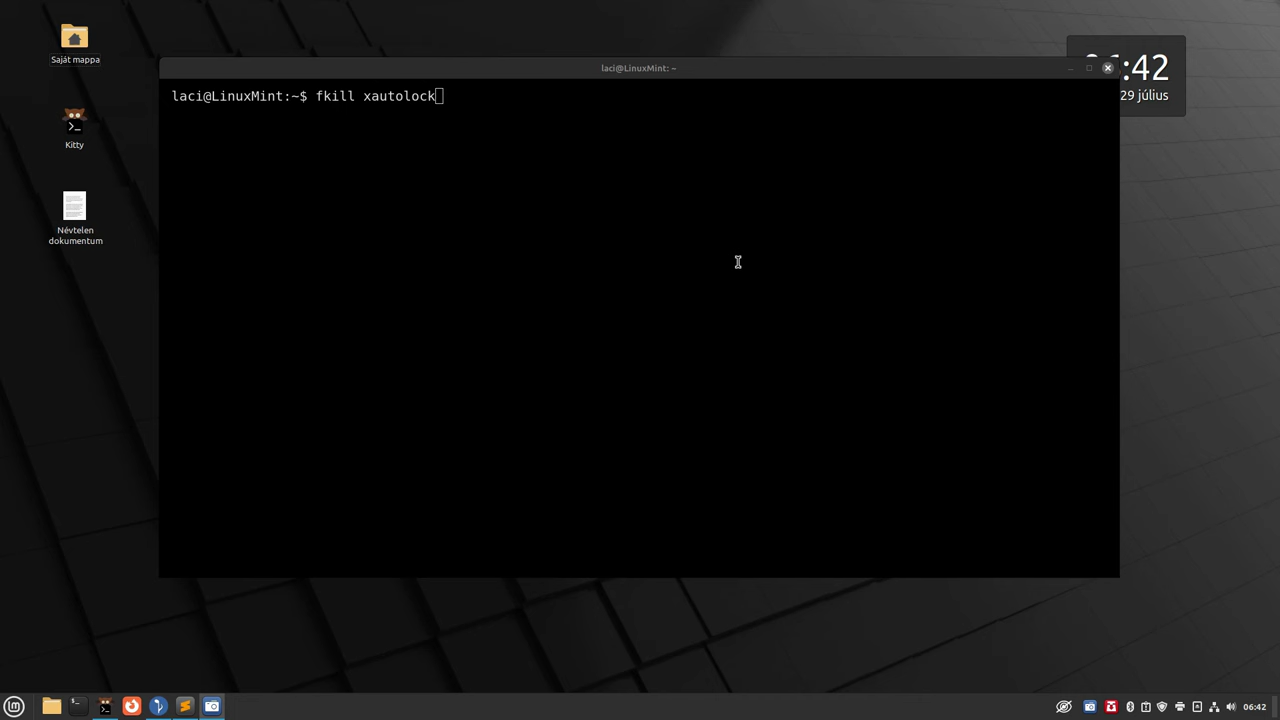 Saját mappa
Kitty
Névtelen
dokumentum
laci@LinuxMint: ~
:42
29 július
laci@LinuxMint:~$ fkill xautolock
06:42